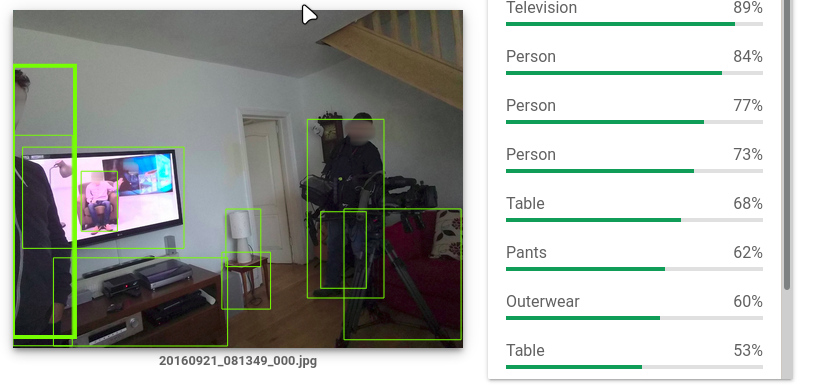 Television 89%
Person 84%
Person 77%
Person 73%
Table 68%
Pants 62%
Outerwear 60%
Table 53%
20160921_081349_000.jpg